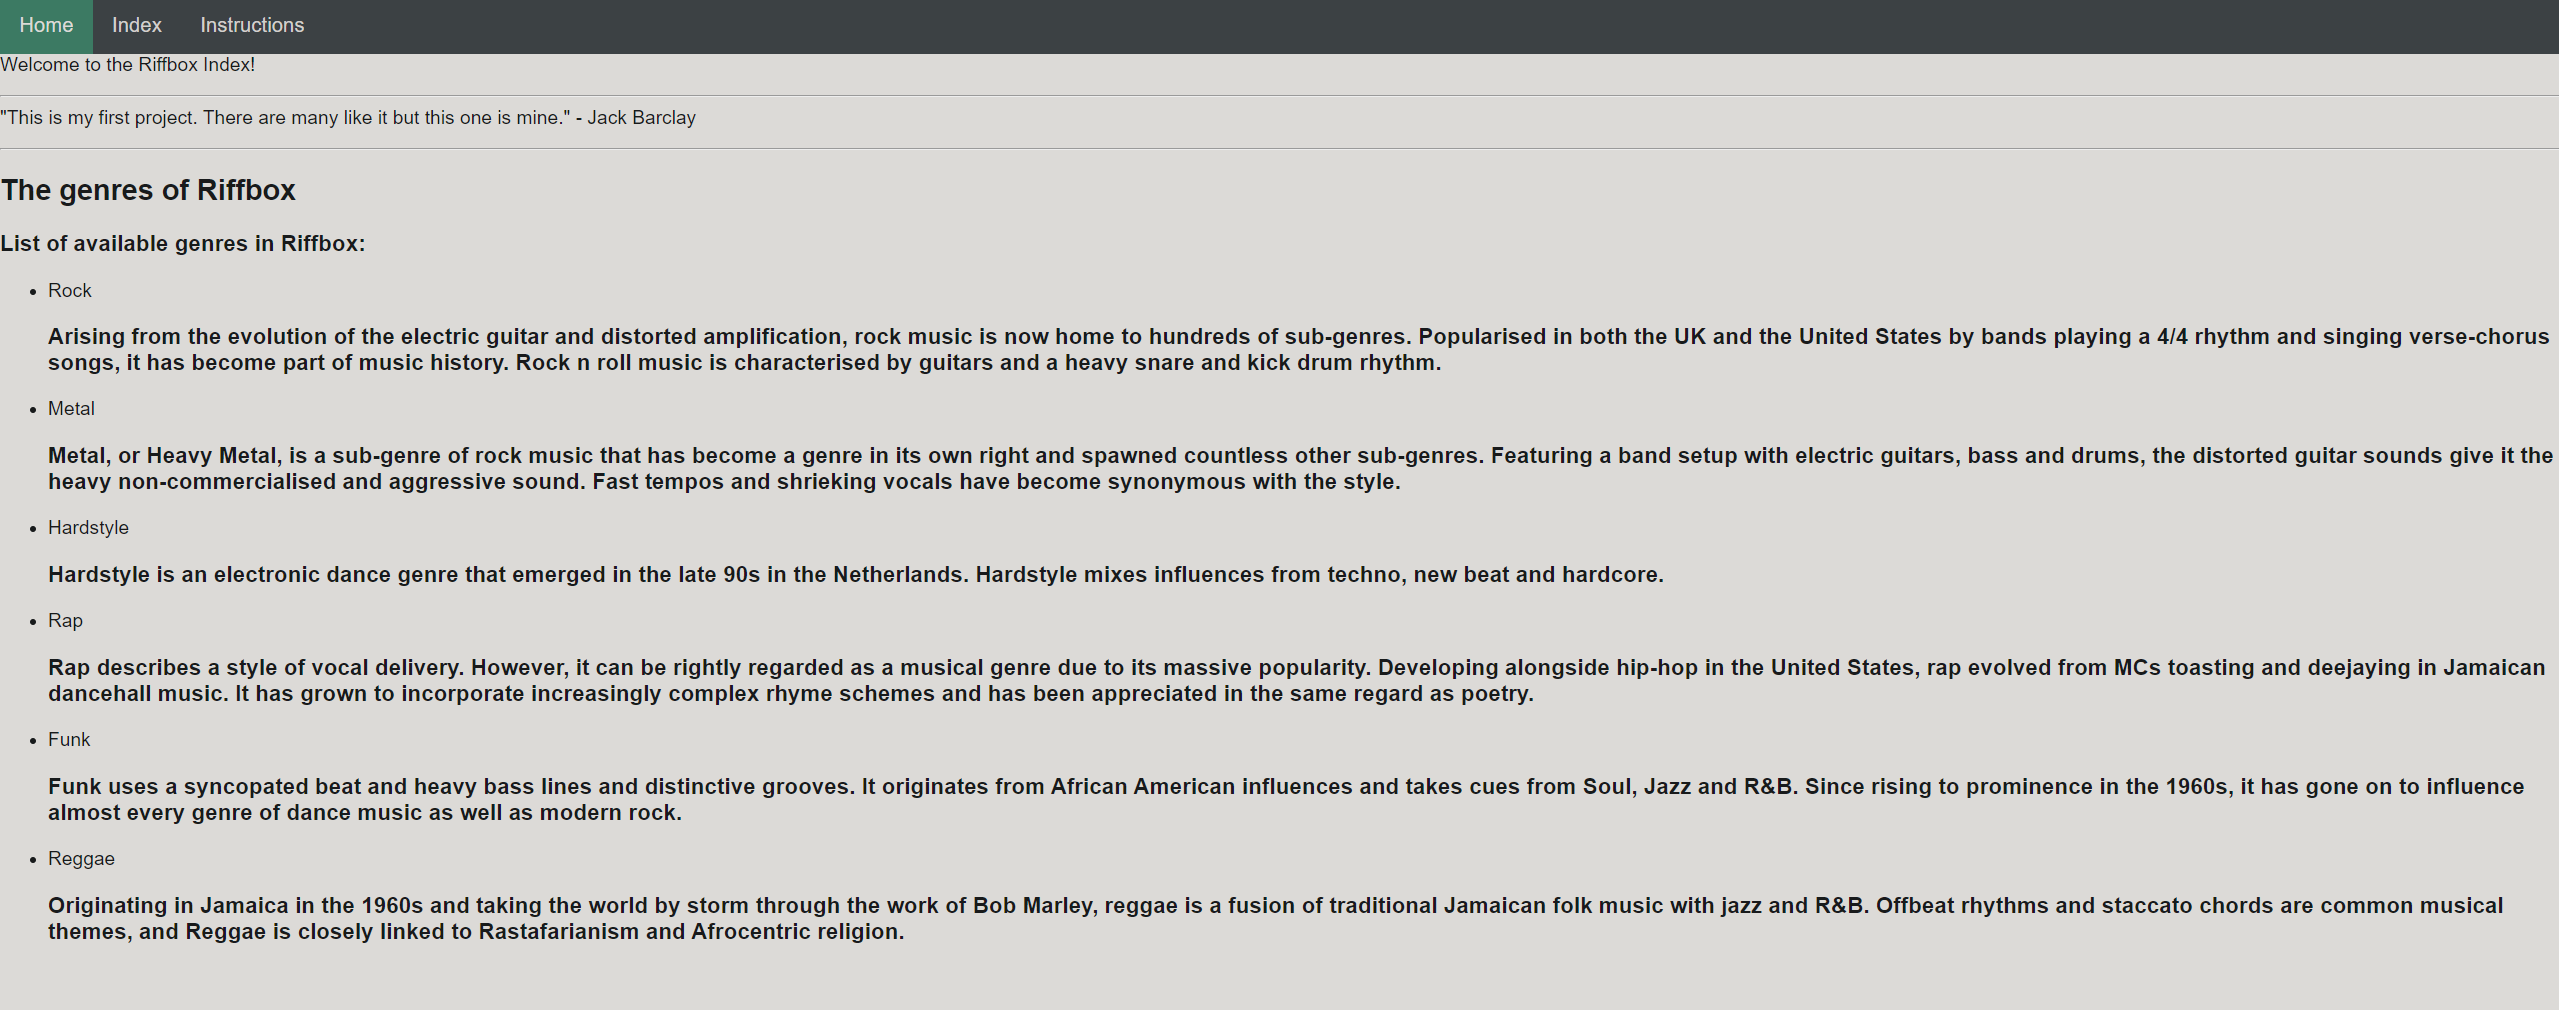 Home Index Instructions
Welcome to the Riffbox Index!
"This is my first project. There are many like it but this one is mine." - Jack Barclay
The genres of Riffbox
List of available genres in Riffbox:
Rock
Arising from the evolution of the electric guitar and distorted amplification, rock music is now home to hundreds of sub-genres. Popularised in both the UK and the United States by bands playing a 4/4 rhythm and singing verse-chorus
songs, it has become part of music history. Rock n roll music is characterised by guitars and a heavy snare and kick drum rhythm.
Metal
Metal, or Heavy Metal, is a sub-genre of rock music that has become a genre in its own right and spawned countless other sub-genres. Featuring a band setup with electric guitars, bass and drums, the distorted guitar sounds give it the
heavy non-commercialised and aggressive sound. Fast tempos and shrieking vocals have become synonymous with the style.
Hardstyle
Hardstyle is an electronic dance genre that emerged in the late 90s in the Netherlands. Hardstyle mixes influences from techno, new beat and hardcore.
Rap
Rap describes a style of vocal delivery. However, it can be rightly regarded as a musical genre due to its massive popularity. Developing alongside hip-hop in the United States, rap evolved from MCs toasting and deejaying in Jamaican
dancehall music. It has grown to incorporate increasingly complex rhyme schemes and has been appreciated in the same regard as poetry.
Funk
Funk uses a syncopated beat and heavy bass lines and distinctive grooves. It originates from African American influences and takes cues from Soul, Jazz and R&B. Since rising to prominence in the 1960s, it has gone on to influence
almost every genre of dance music as well as modern rock.
Reggae
Originating in Jamaica in the 1960s and taking the world by storm through the work of Bob Marley, reggae is a fusion of traditional Jamaican folk music with jazz and R&B. Offbeat rhythms and staccato chords are common musical
themes, and Reggae is closely linked to Rastafarianism and Afrocentric religion.